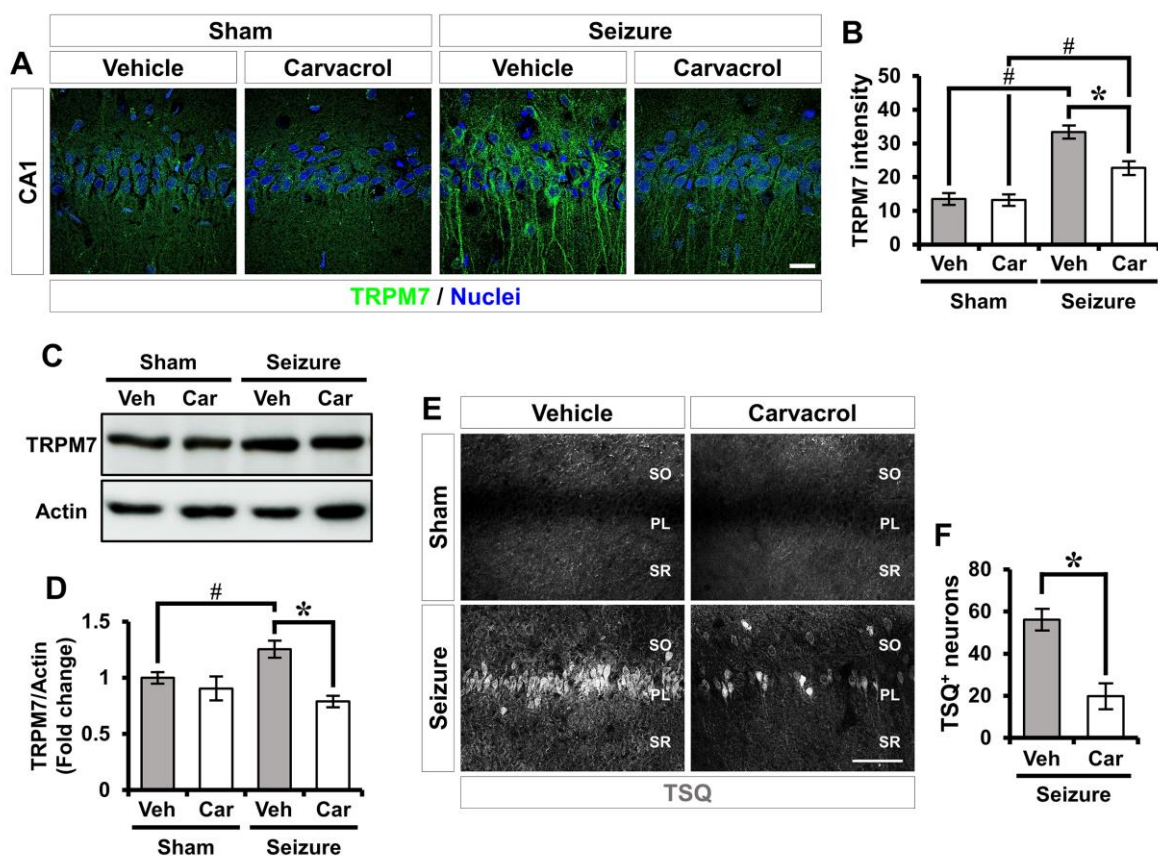 Sham Seizure
A Vehicle Carvacrol Vehicle Carvacrol
CA1
TRPM7 / Nuclei
B
TRPM7 intensity
50
40
30
20
10
0
# #
*
Veh Car Veh Car
Sham Seizure
C
Sham Seizure
Veh Car Veh Car
TRPM7
Actin
D
TRPM7/Actin
(Fold change)
1.5
1
0.5
0
# *
Veh Car Veh Car
Sham Seizure
E Vehicle Carvacrol
Sham
SO SO
PL PL
SR SR
Seizure
SO SO
PL PL
SR SR
TSQ
F
TSQ+ neurons
80
60
40
20
0
*
Veh Car
Seizure